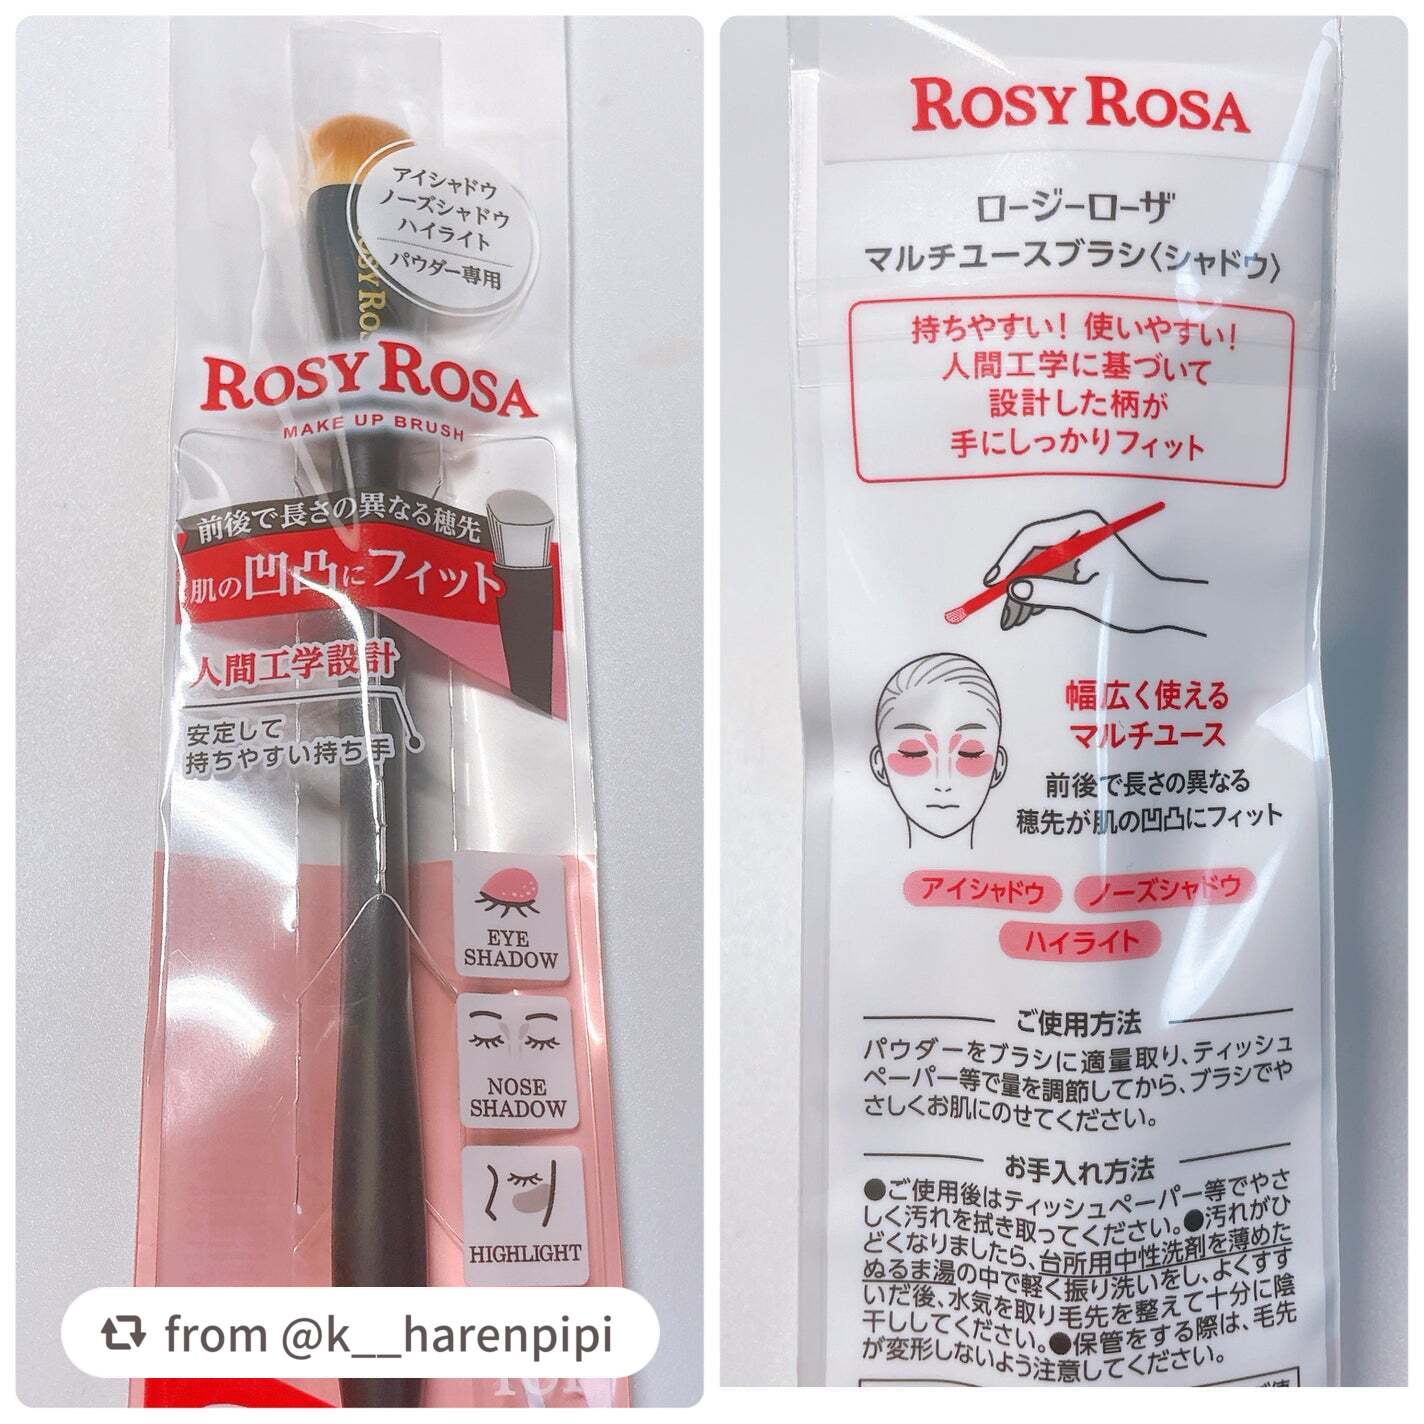 アイシャドウ
ノーズシャドウ
ハイライト
パウダー専用
ROSY ROSA
MAKE UP BRUSH
前後で長さの異なる穂先
肌の凹凸にフィット
人間工学設計
安定して
持ちやすい持ち手
EYE
SHADOW
NOSE
SHADOW
HIGHLIGHT
from @k__harenpipi
ROSY ROSA
ロージーローザ
マルチユースブラシ〈シャドウ〉
持ちやすい！使いやすい！
人間工学に基づいて
設計した柄が
手にしっかりフィット
幅広く使える
マルチユース
前後で長さの異なる
穂先が肌の凹凸にフィット
アイシャドウ ノーズシャドウ
ハイライト
ご使用方法
パウダーをブラシに適量取り、ティッシュ
ペーパー等で量を調節してから、ブラシでや
さしくお肌にのせてください。
お手入れ方法
●ご使用後はティッシュペーパー等でやさ
しく汚れを拭き取ってください。●汚れがひ
どくなりましたら、台所用中性洗剤を薄めた
ぬるま湯の中で軽く振り洗いをし、よくすす
いだ後、水気を取り毛先を整えて十分に陰
干ししてください。●保管をする際は、毛先
が変形しないよう注意してください。